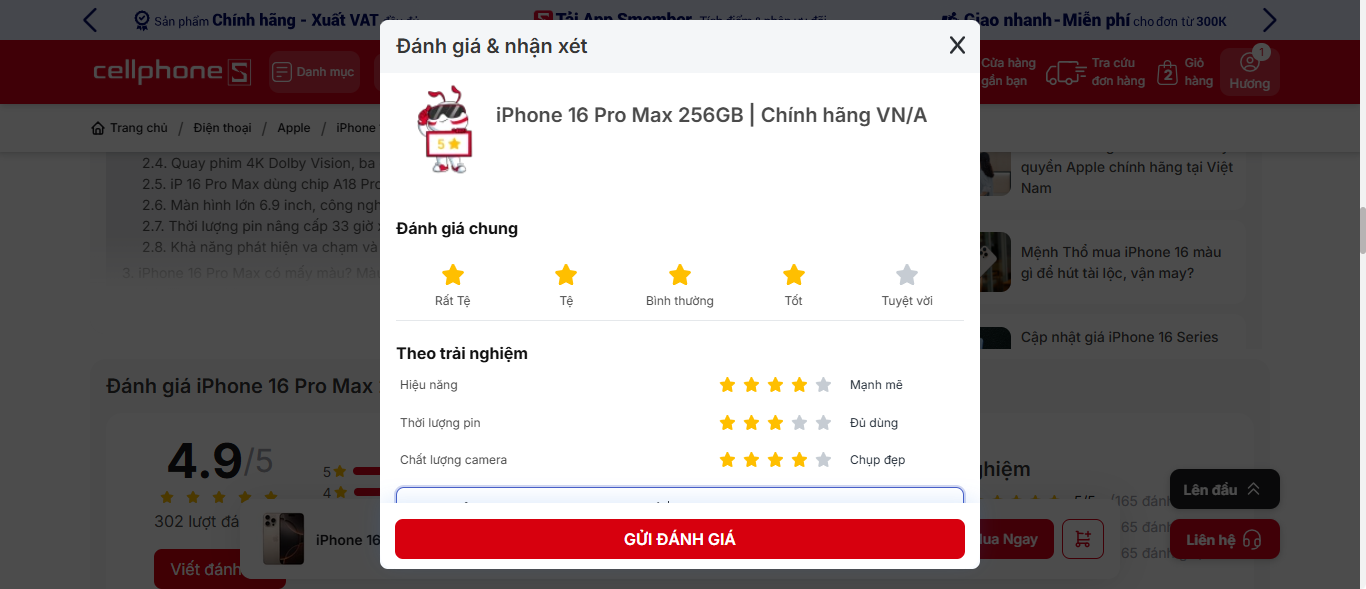 Sản phẩm Chính hãng - Xuất VAT đầy đủ
Tải App Smember Tích điểm & nhận ưu đãi
Giao nhanh - Miễn phí cho đơn từ 300K
cellphoneS
Danh mục
Cửa hàng gần bạn
Tra cứu đơn hàng
2
Giỏ hàng
1
Hương
Trang chủ / Điện thoại / Apple / iPhone
2.4. Quay phim 4K Dolby Vision, ba
2.5. iP 16 Pro Max dùng chip A18 Pro
2.6. Màn hình lớn 6.9 inch, công ngh
2.7. Thời lượng pin nâng cấp 33 giờ
2.8. Khả năng phát hiện va chạm và
3. iPhone 16 Pro Max có mấy màu? Mà
quyền Apple chính hãng tại Việt
Nam
Mệnh Thổ mua iPhone 16 màu
gì để hút tài lộc, vận may?
Cập nhật giá iPhone 16 Series
Đánh giá & nhận xét
5
iPhone 16 Pro Max 256GB | Chính hãng VN/A
Đánh giá chung
Rất Tệ
Tệ
Bình thường
Tốt
Tuyệt vời
Theo trải nghiệm
Hiệu năng
Mạnh mẽ
Thời lượng pin
Đủ dùng
Chất lượng camera
Chụp đẹp
GỬI ĐÁNH GIÁ
Đánh giá iPhone 16 Pro Max
4.9/5
5
4
302 lượt đá
iPhone 16
Viết đánh
nghiệm
5/5 (165 đánh
65 đánh
65 đánh
Mua Ngay
Lên đầu
Liên hệ